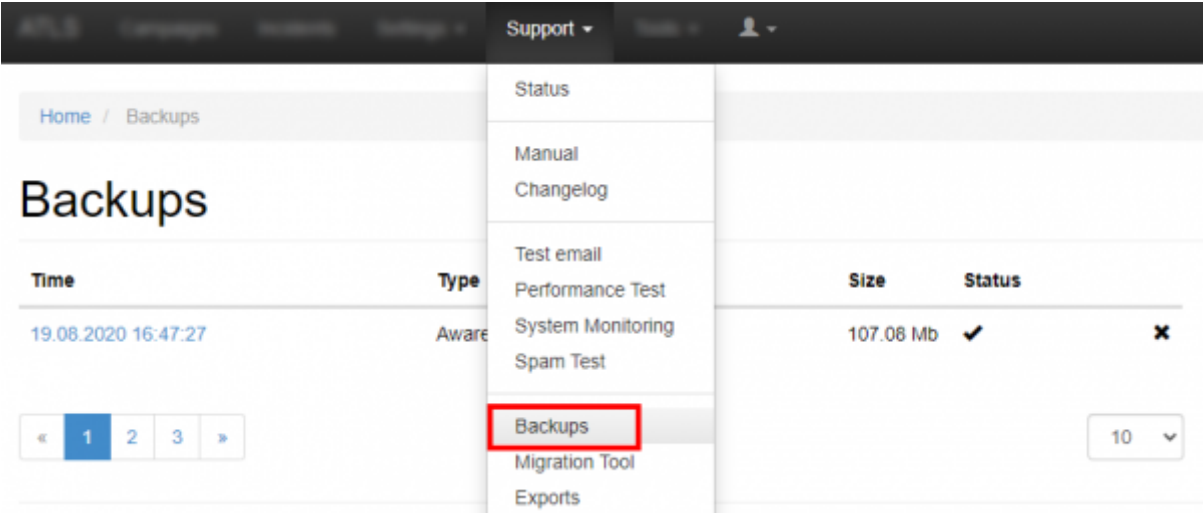 Support
Status
Home / Backups
Manual
Changelog
Backups
Test email
Time Type Size Status
Performance Test
System Monitoring
19.08.2020 16:47:27 Aware 107.08 Mb
Spam Test
« 1 2 3 » 10
Backups
Migration Tool
Exports